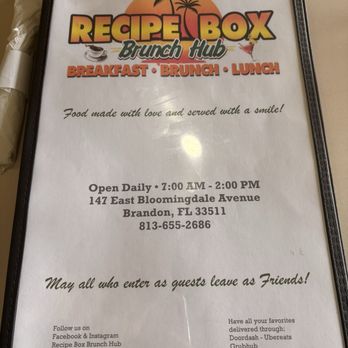 RECIPE BOX
Brunch Hub
BREAKFAST • BRUNCH • LUNCH
Food made with love and served with a smile!
Open Daily • 7:00 AM - 2:00 PM
147 East Bloomingdale Avenue
Brandon, FL 33511
813-655-2686
May all who enter as guests leave as Friends!
Follow us on
Facebook & Instagram
Recipe Box Brunch Hub
Have all your favorites
delivered through:
Doordash - Ubereats
Grubhub